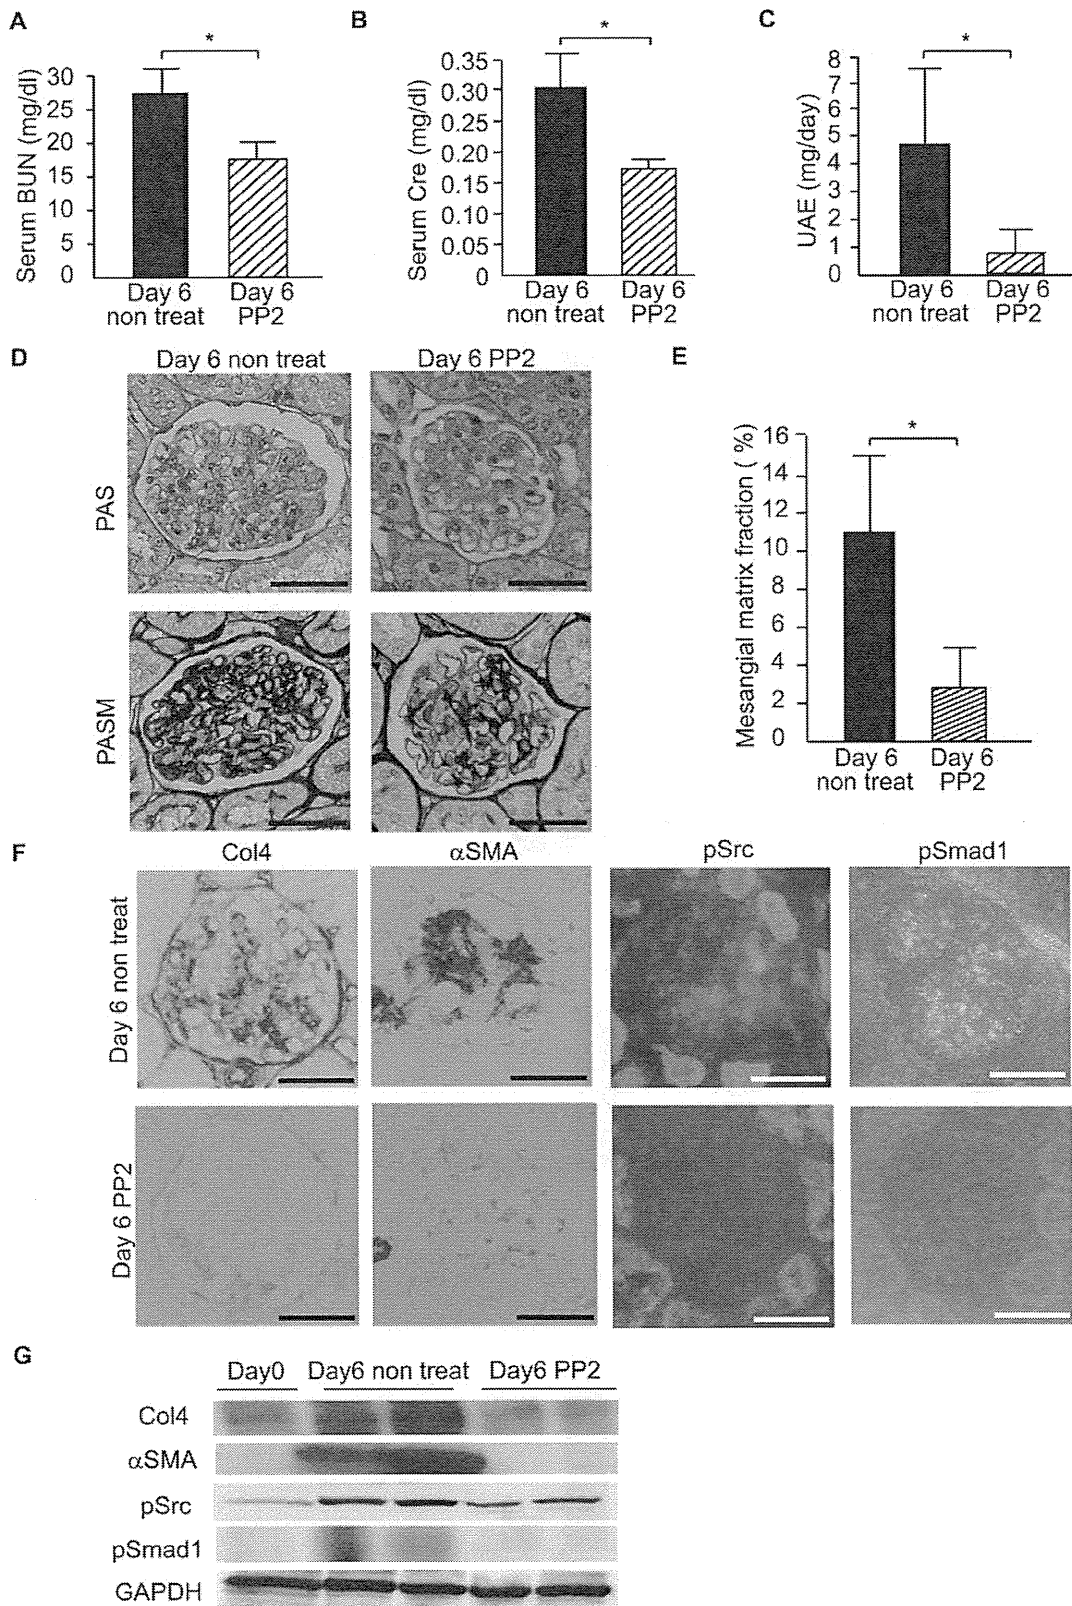 A
B
C
*
*
*
Serum BUN (mg/dl)
30
25
20
15
10
5
0
Day 6
non treat
Day 6
PP2
Serum Cre (mg/dl)
0.35
0.30
0.25
0.20
0.15
0.10
0.05
0
Day 6
non treat
Day 6
PP2
UAE (mg/day)
8
7
6
5
4
3
2
1
0
Day 6
non treat
Day 6
PP2
D
Day 6 non treat
Day 6 PP2
PAS
PASM
E
*
Mesangial matrix fraction ( %)
16
14
12
10
8
6
4
2
0
Day 6
non treat
Day 6
PP2
F
Col4
αSMA
pSrc
pSmad1
Day 6 non treat
Day 6 PP2
G
Day0
Day6 non treat
Day6 PP2
Col4
αSMA
pSrc
pSmad1
GAPDH